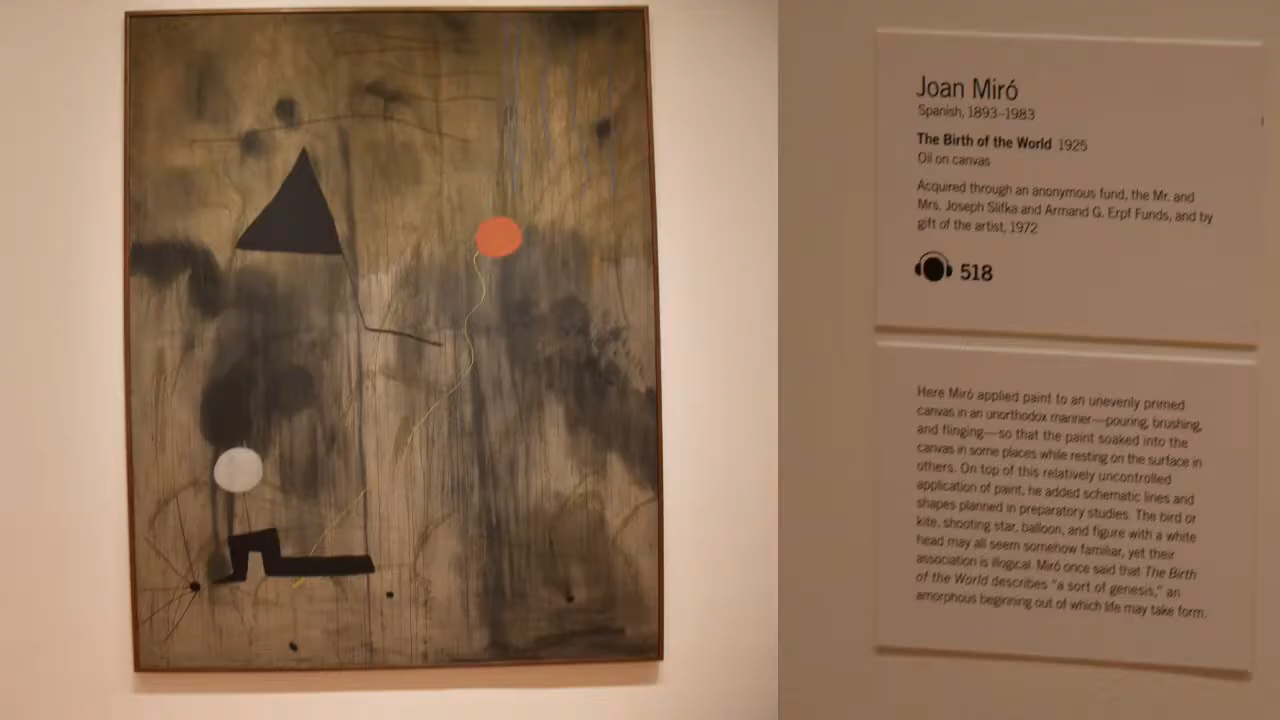 Joan Miró
Spanish, 1893–1983
The Birth of the World 1925
Oil on canvas
Acquired through an anonymous fund, the Mr. and
Mrs. Joseph Slifka and Armand G. Erpf Funds, and by
gift of the artist, 1972
518
Here Miró applied paint to an unevenly primed
canvas in an unorthodox manner—pouring, brushing,
and flinging—so that the paint soaked into the
canvas in some places while resting on the surface in
others. On top of this relatively uncontrolled
application of paint, he added schematic lines and
shapes planned in preparatory studies. The bird or
kite, shooting star, balloon, and figure with a white
head may all seem somehow familiar, yet their
association is illogical. Miró once said that The Birth
of the World describes “a sort of genesis,” an
amorphous beginning out of which life may take form.